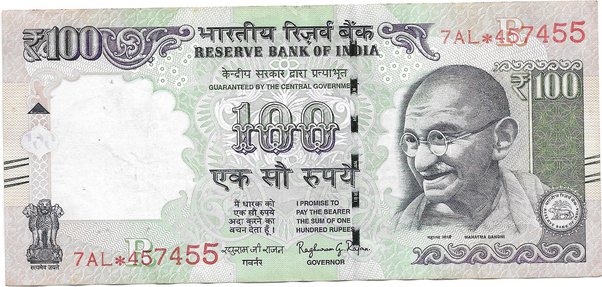 ₹100
भारतीय रिज़र्व बैंक
RESERVE BANK OF INDIA
R
7AL*457455
केन्द्रीय सरकार द्वारा प्रत्याभूत
GUARANTEED BY THE CENTRAL GOVERNMENT
₹100
100
एक सौ रुपये
मैं धारक को
एक सौ रुपये
अदा करने का
वचन देता हूँ।
I PROMISE TO
PAY THE BEARER
THE SUM OF ONE
HUNDRED RUPEES
R
7AL*457455
रघुराम जी राजन
Raghuram G. Rajan
गवर्नर
GOVERNOR
सत्यमेव जयते
महात्मा गांधी
MAHATMA GANDHI